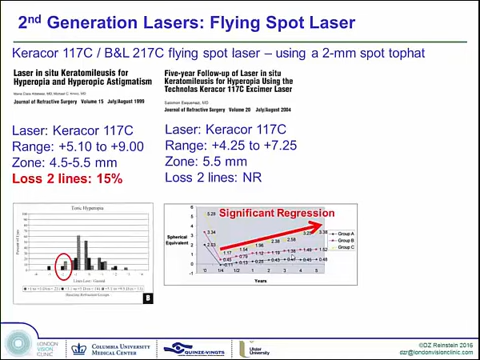 2nd Generation Lasers: Flying Spot Laser
Keracor 117C / B&L 217C flying spot laser – using a 2-mm spot tophat
Laser in situ Keratomileusis for
Hyperopia and Hyperopic Astigmatism
Journal of Refractive Surgery Volume 15 July/August 1999
Laser: Keracor 117C
Range: +5.10 to +9.00
Zone: 4.5-5.5 mm
Loss 2 lines: 15%
Five-year Follow-up of Laser in situ
Keratomileusis for Hyperopia Using the
Technolas Keracor 117C Excimer Laser
Journal of Refractive Surgery Volume 20 July/August 2004
Laser: Keracor 117C
Range: +4.25 to +7.25
Zone: 5.5 mm
Loss 2 lines: NR
Toric Hyperopia
B
Significant Regression
Spherical
Equivalent
Group A
Group B
Group C
Years
LONDON
VISION
CLINIC
COLUMBIA UNIVERSITY
MEDICAL CENTER
QUINZE-VINGTS
Ulster
University
©DZ Reinstein 2016
dzr@londonvisionclinic.com